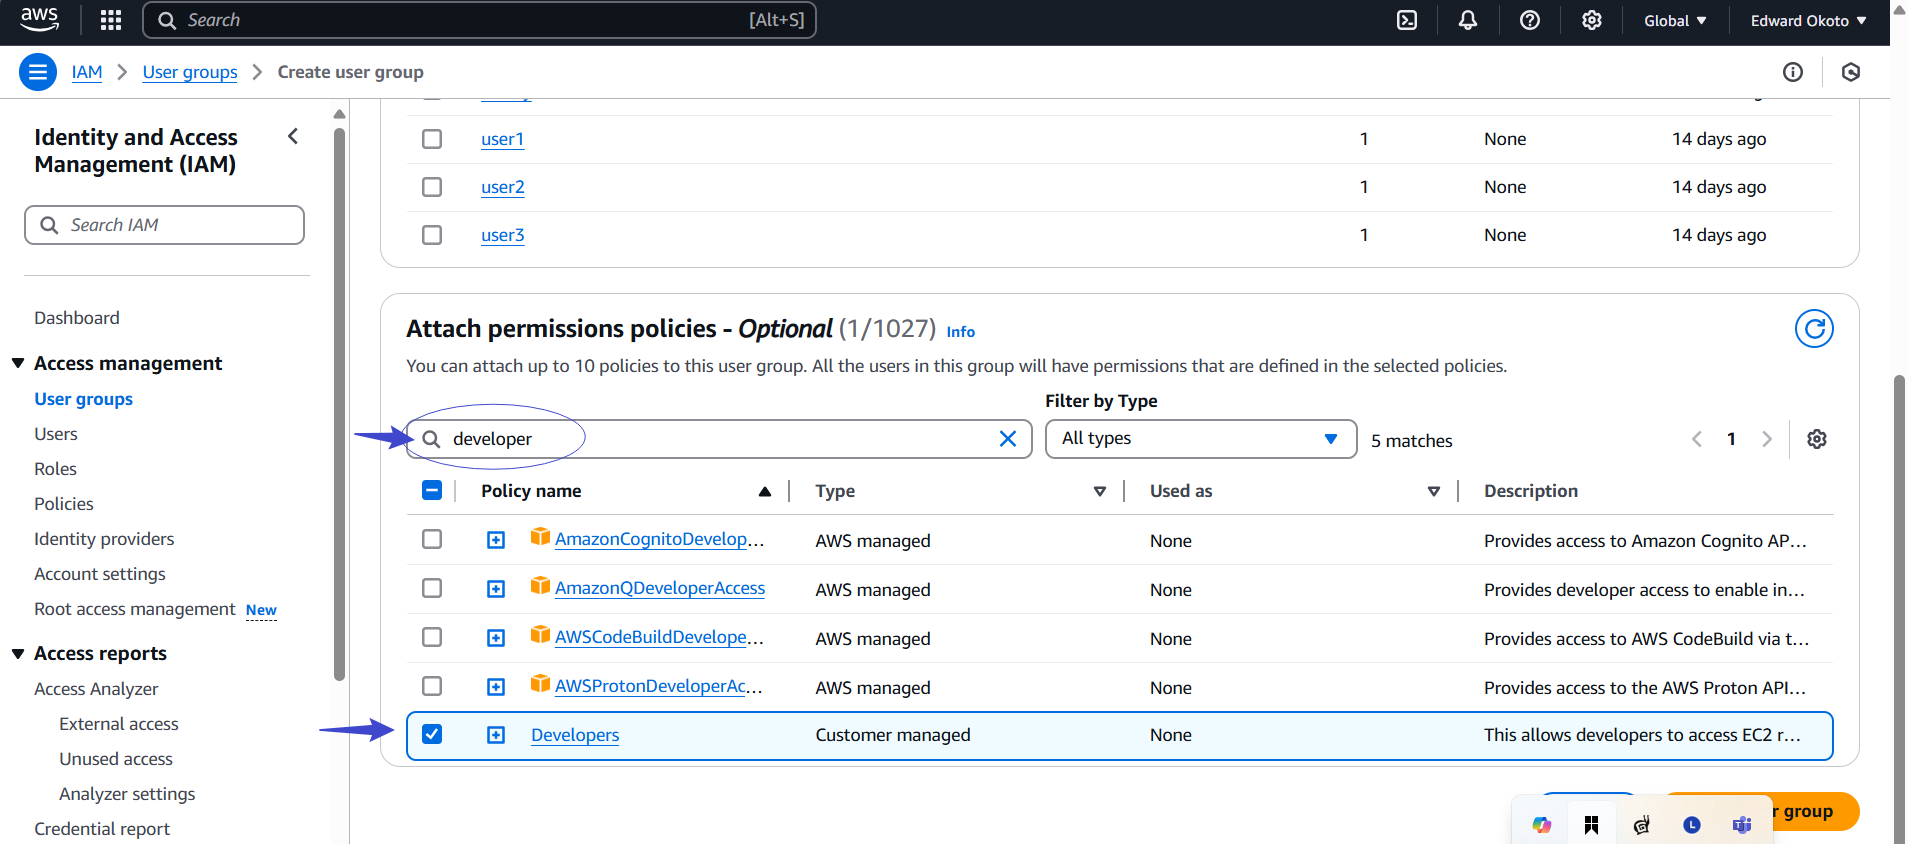 aws
Search [Alt+S] Global Edward Okoto
IAM User groups Create user group
Identity and Access
Management (IAM)
Search IAM
Dashboard
Access management
User groups
Users
Roles
Policies
Identity providers
Account settings
Root access management New
Access reports
Access Analyzer
External access
Unused access
Analyzer settings
Credential report
user1 1 None 14 days ago
user2 1 None 14 days ago
user3 1 None 14 days ago
Attach permissions policies - Optional (1/1027) Info
You can attach up to 10 policies to this user group. All the users in this group will have permissions that are defined in the selected policies.
Filter by Type
developer All types 5 matches 1
Policy name Type Used as Description
AmazonCognitoDevelop... AWS managed None Provides access to Amazon Cognito AP...
AmazonQDeveloperAccess AWS managed None Provides developer access to enable in...
AWSCodeBuildDevelope... AWS managed None Provides access to AWS CodeBuild via t...
AWSProtonDeveloperAc... AWS managed None Provides access to the AWS Proton API...
Developers Customer managed None This allows developers to access EC2 r...
group